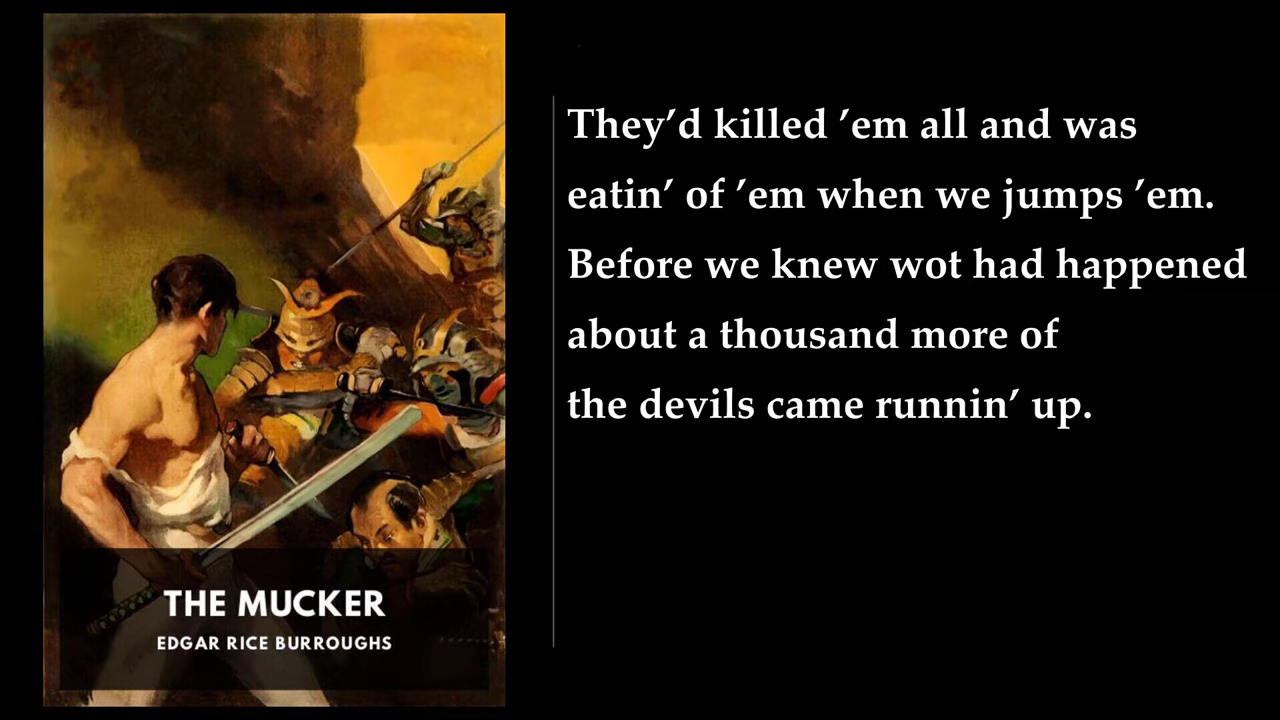 They’d killed ’em all and was
eatin’ of ’em when we jumps ’em.
Before we knew wot had happened
about a thousand more of
the devils came runnin’ up.
THE MUCKER
EDGAR RICE BURROUGHS